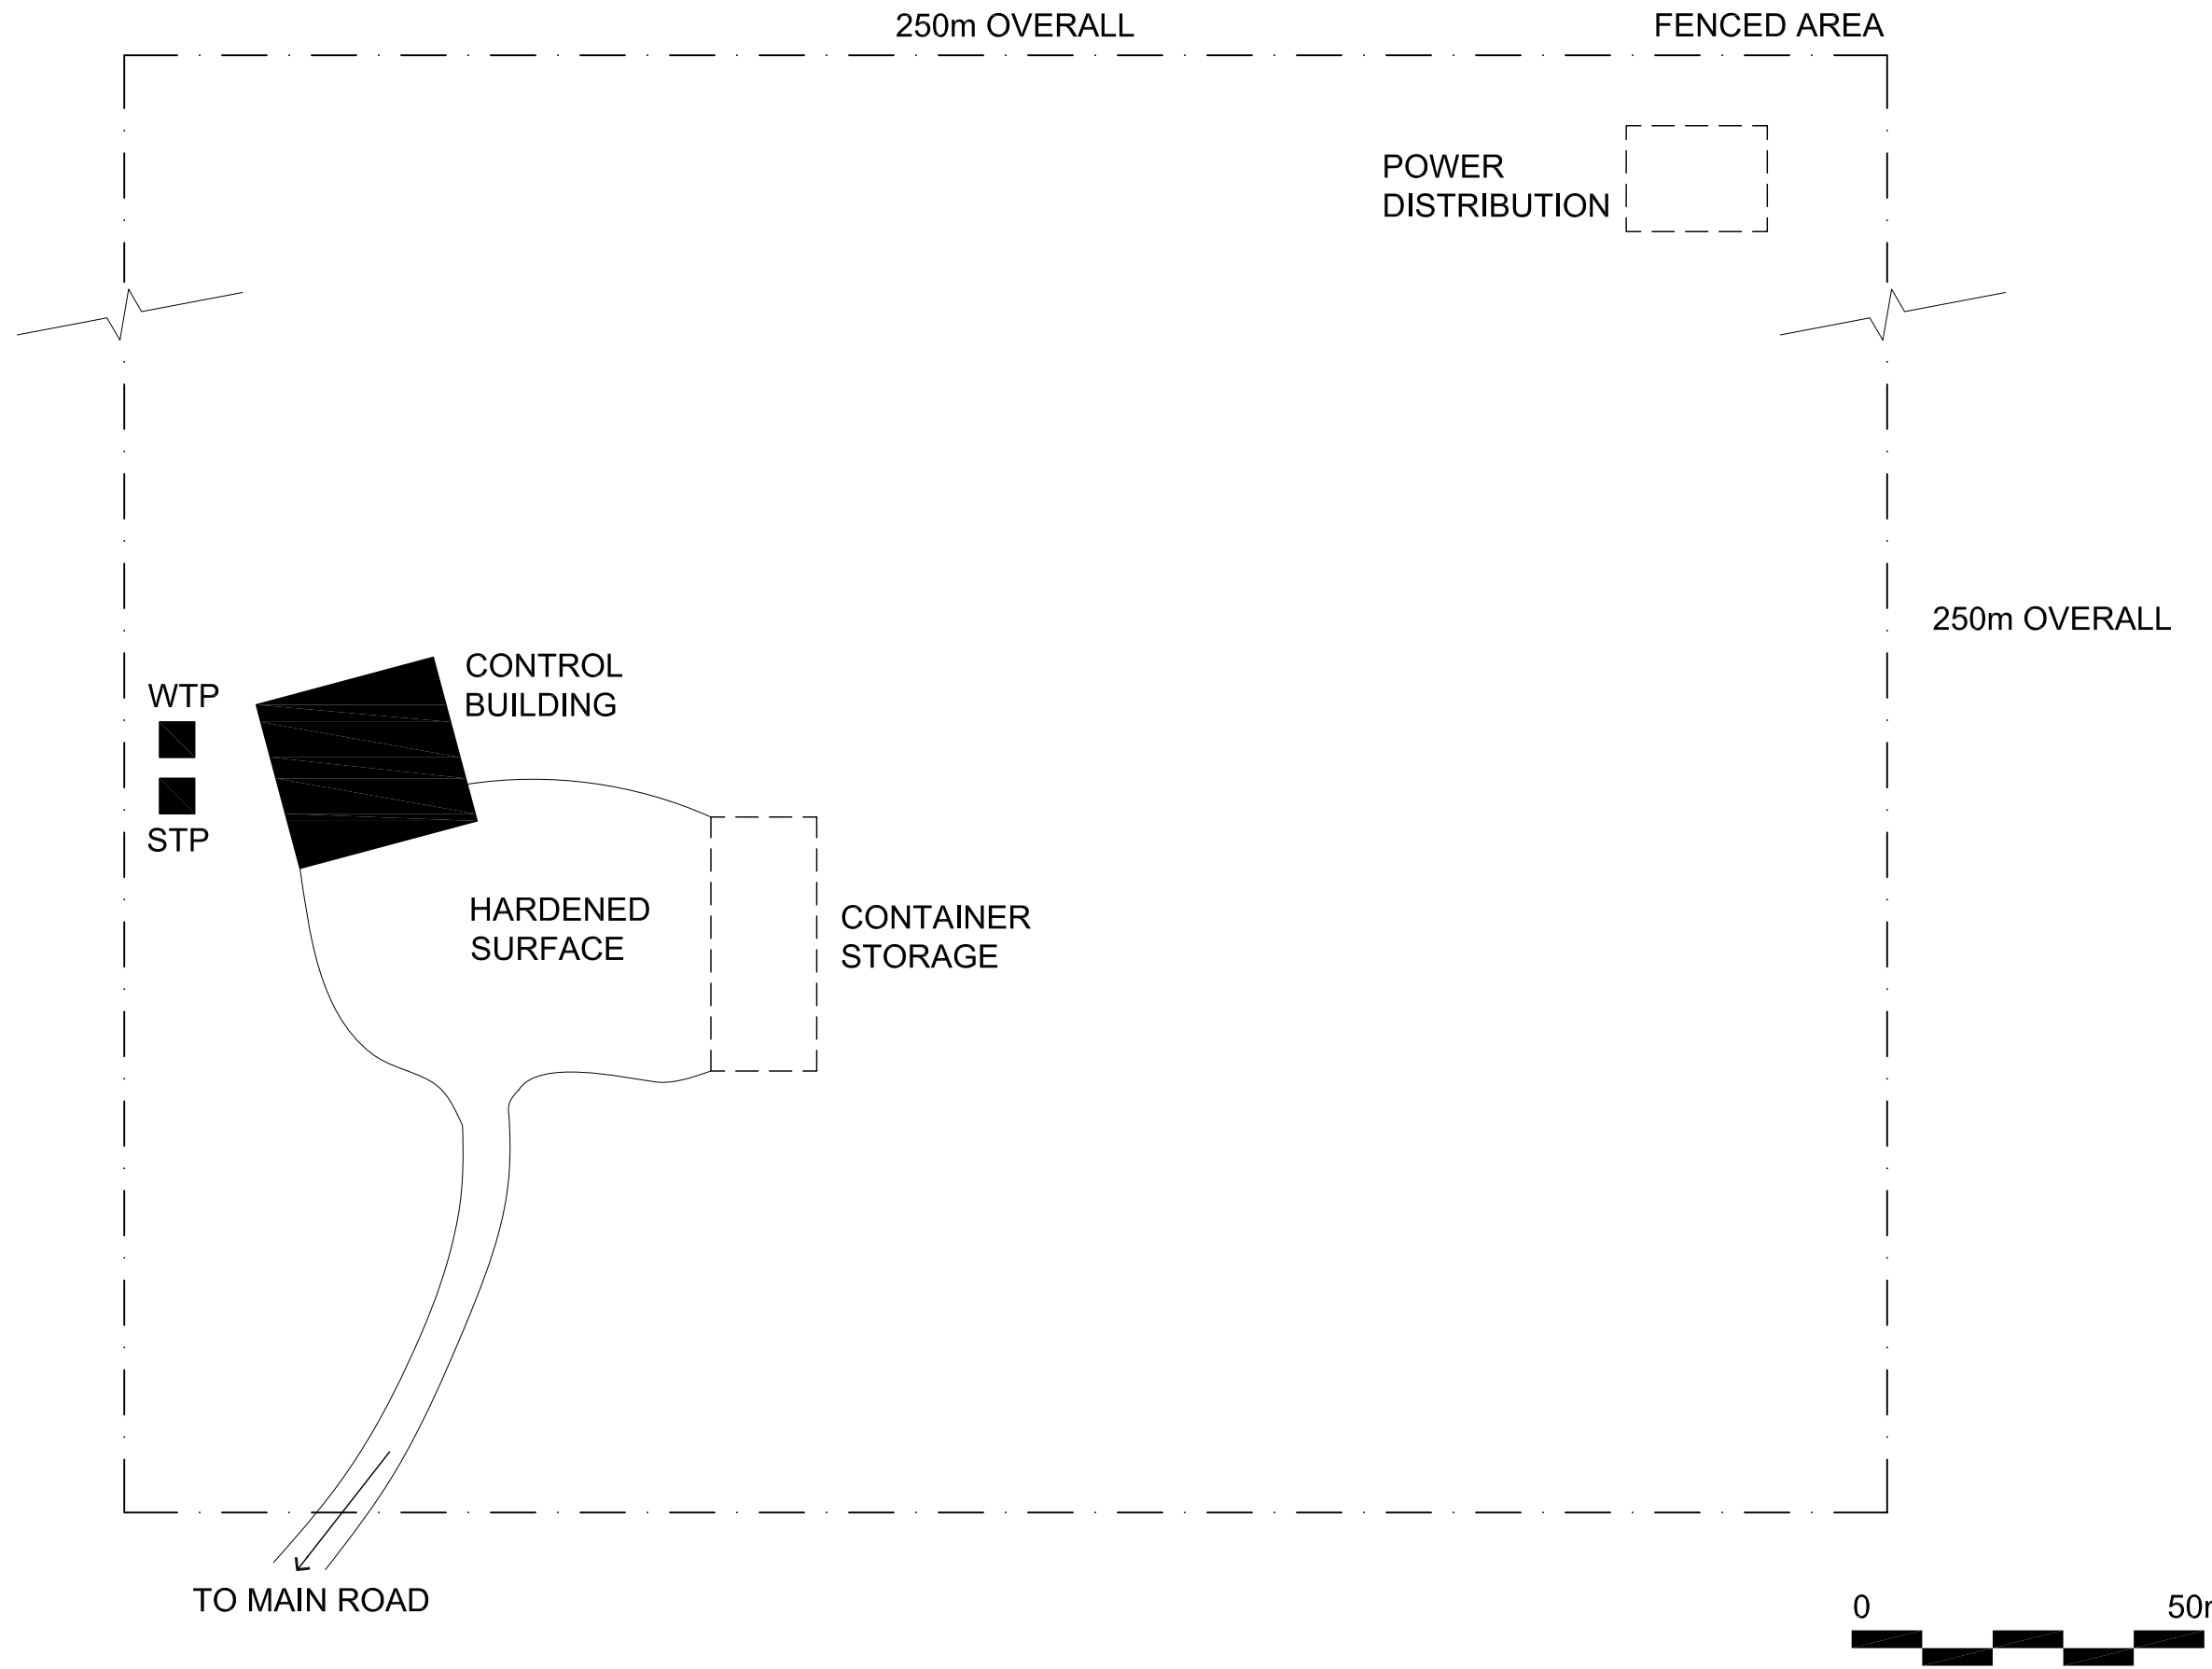 250m OVERALL
FENCED AREA
POWER
DISTRIBUTION
250m OVERALL
CONTROL
BUILDING
WTP
STP
HARDENED
SURFACE
CONTAINER
STORAGE
TO MAIN ROAD
0
50m